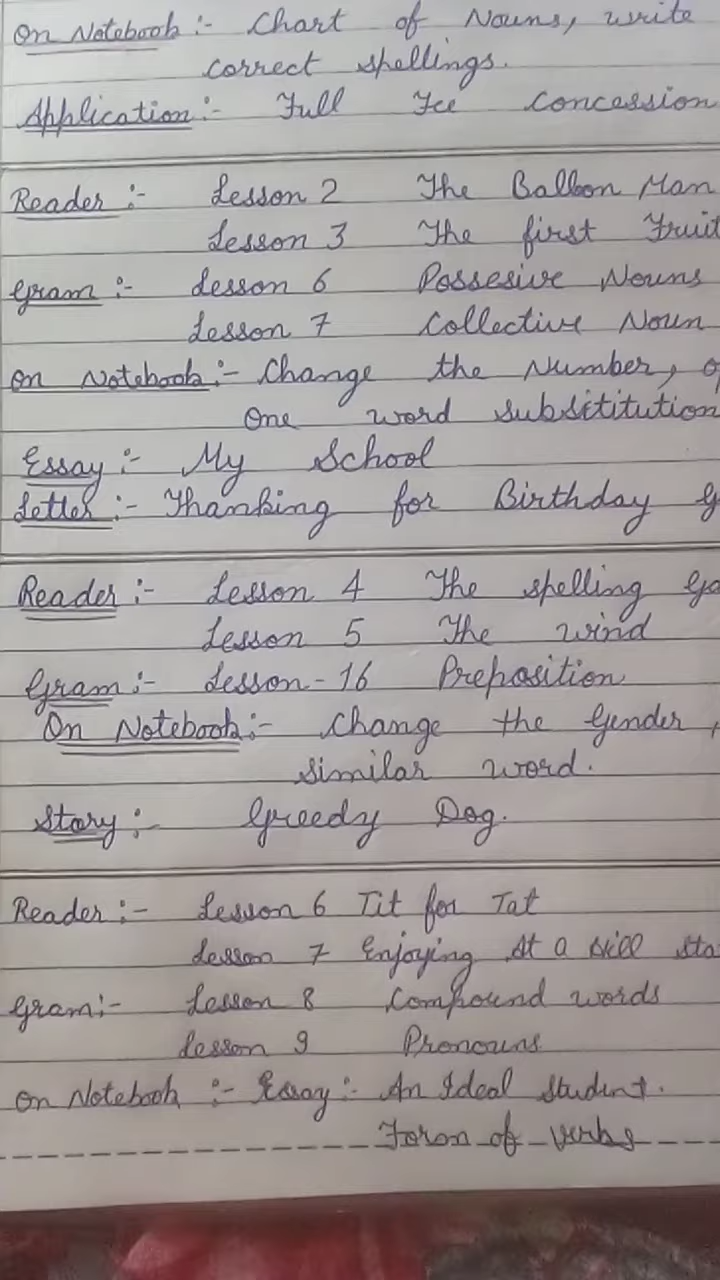 On Notebook :- Chart of Nouns, write
correct spellings.
Application :- Full Fee Concession
Reader :- Lesson 2 The Balloon Man
Lesson 3 The first Fruit
Gram :- Lesson 6 Possesive Nouns
Lesson 7 Collective Noun
On Notebook :- Change the Number,
One word subsititution
Essay :- My School
Letter :- Thanking for Birthday G
Reader :- Lesson 4 The spelling Ga
Lesson 5 The wind
Gram :- Lesson - 16 Preposition
On Notebook :- Change the Gender,
similar word.
Story :- Greedy Dog.
Reader :- Lesson 6 Tit for Tat
Lesson 7 Enjoying At a
Gram :- Lesson 8 Compound words
Lesson 9 Pronouns
On Notebook :- Essay :- An Ideal Student.
of verbs